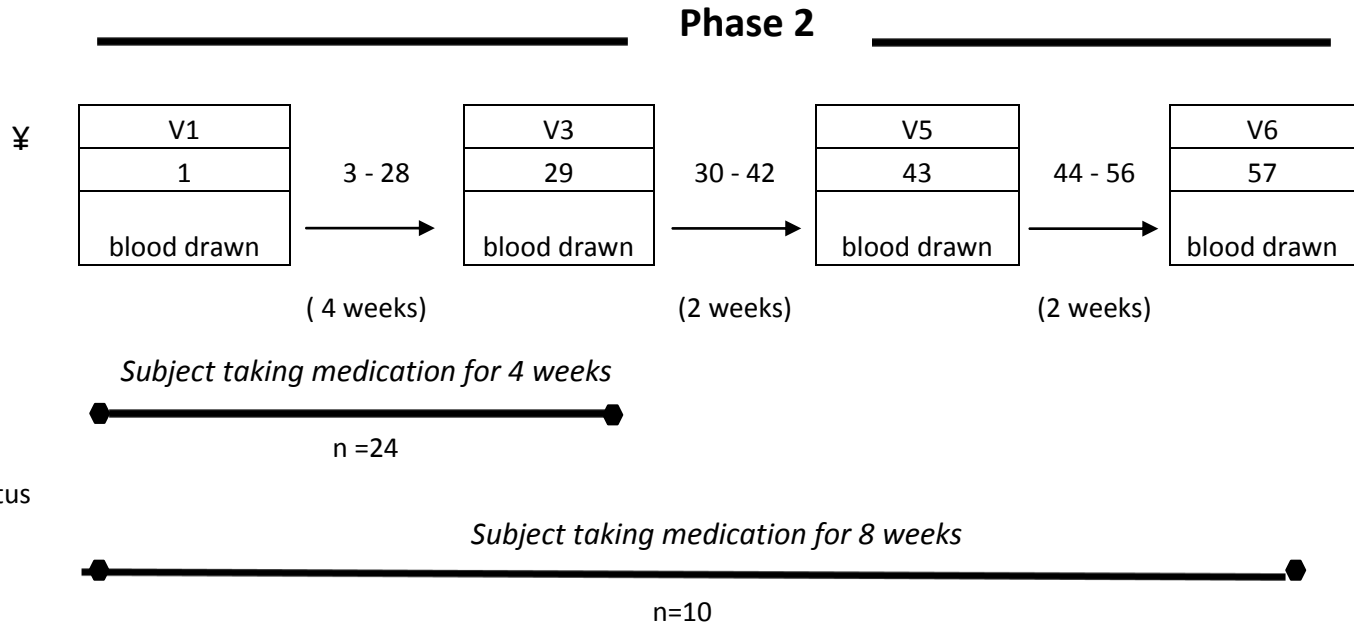 Phase 2
¥ V1 V3 V5 V6
1 3 - 28 29 30 - 42 43 44 - 56 57
blood drawn blood drawn blood drawn blood drawn
( 4 weeks) (2 weeks) (2 weeks)
Subject taking medication for 4 weeks
n =24
tus
Subject taking medication for 8 weeks
n=10